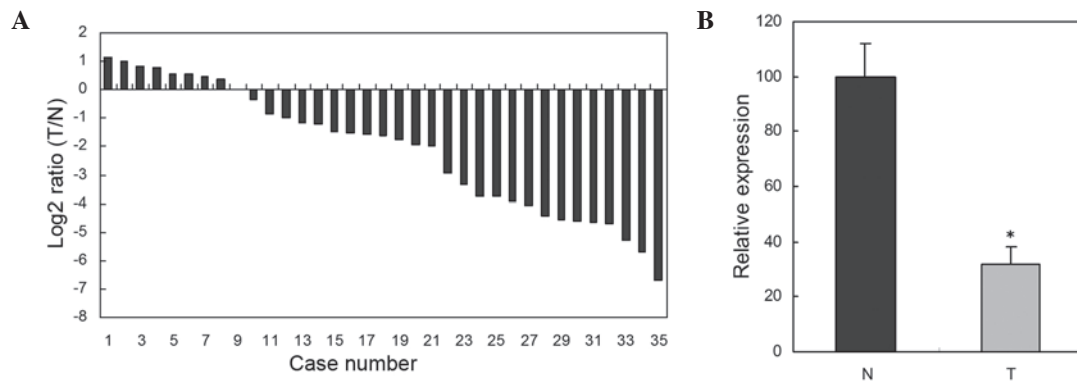 A
Log2 ratio (T/N)
2
1
0
-1
-2
-3
-4
-5
-6
-7
-8
1 3 5 7 9 11 13 15 17 19 21 23 25 27 29 31 33 35
Case number
B
Relative expression
120
100
80
60
40
20
0
*
N T